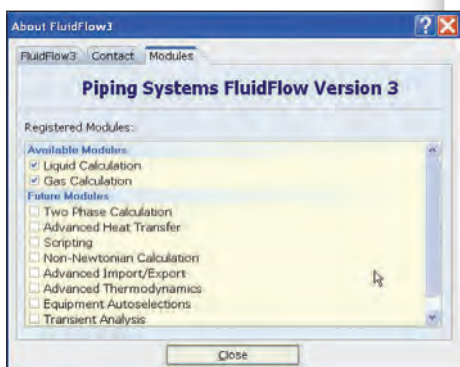 About FluidFlow3
FluidFlow3 Contact Modules
Piping Systems FluidFlow Version 3
Registered Modules:
Available Modules
Liquid Calculation
Gas Calculation
Future Modules
Two Phase Calculation
Advanced Heat Transfer
Scripting
Non-Newtonian Calculation
Advanced Import/Export
Advanced Thermodynamics
Equipment Autoselections
Transient Analysis
Close